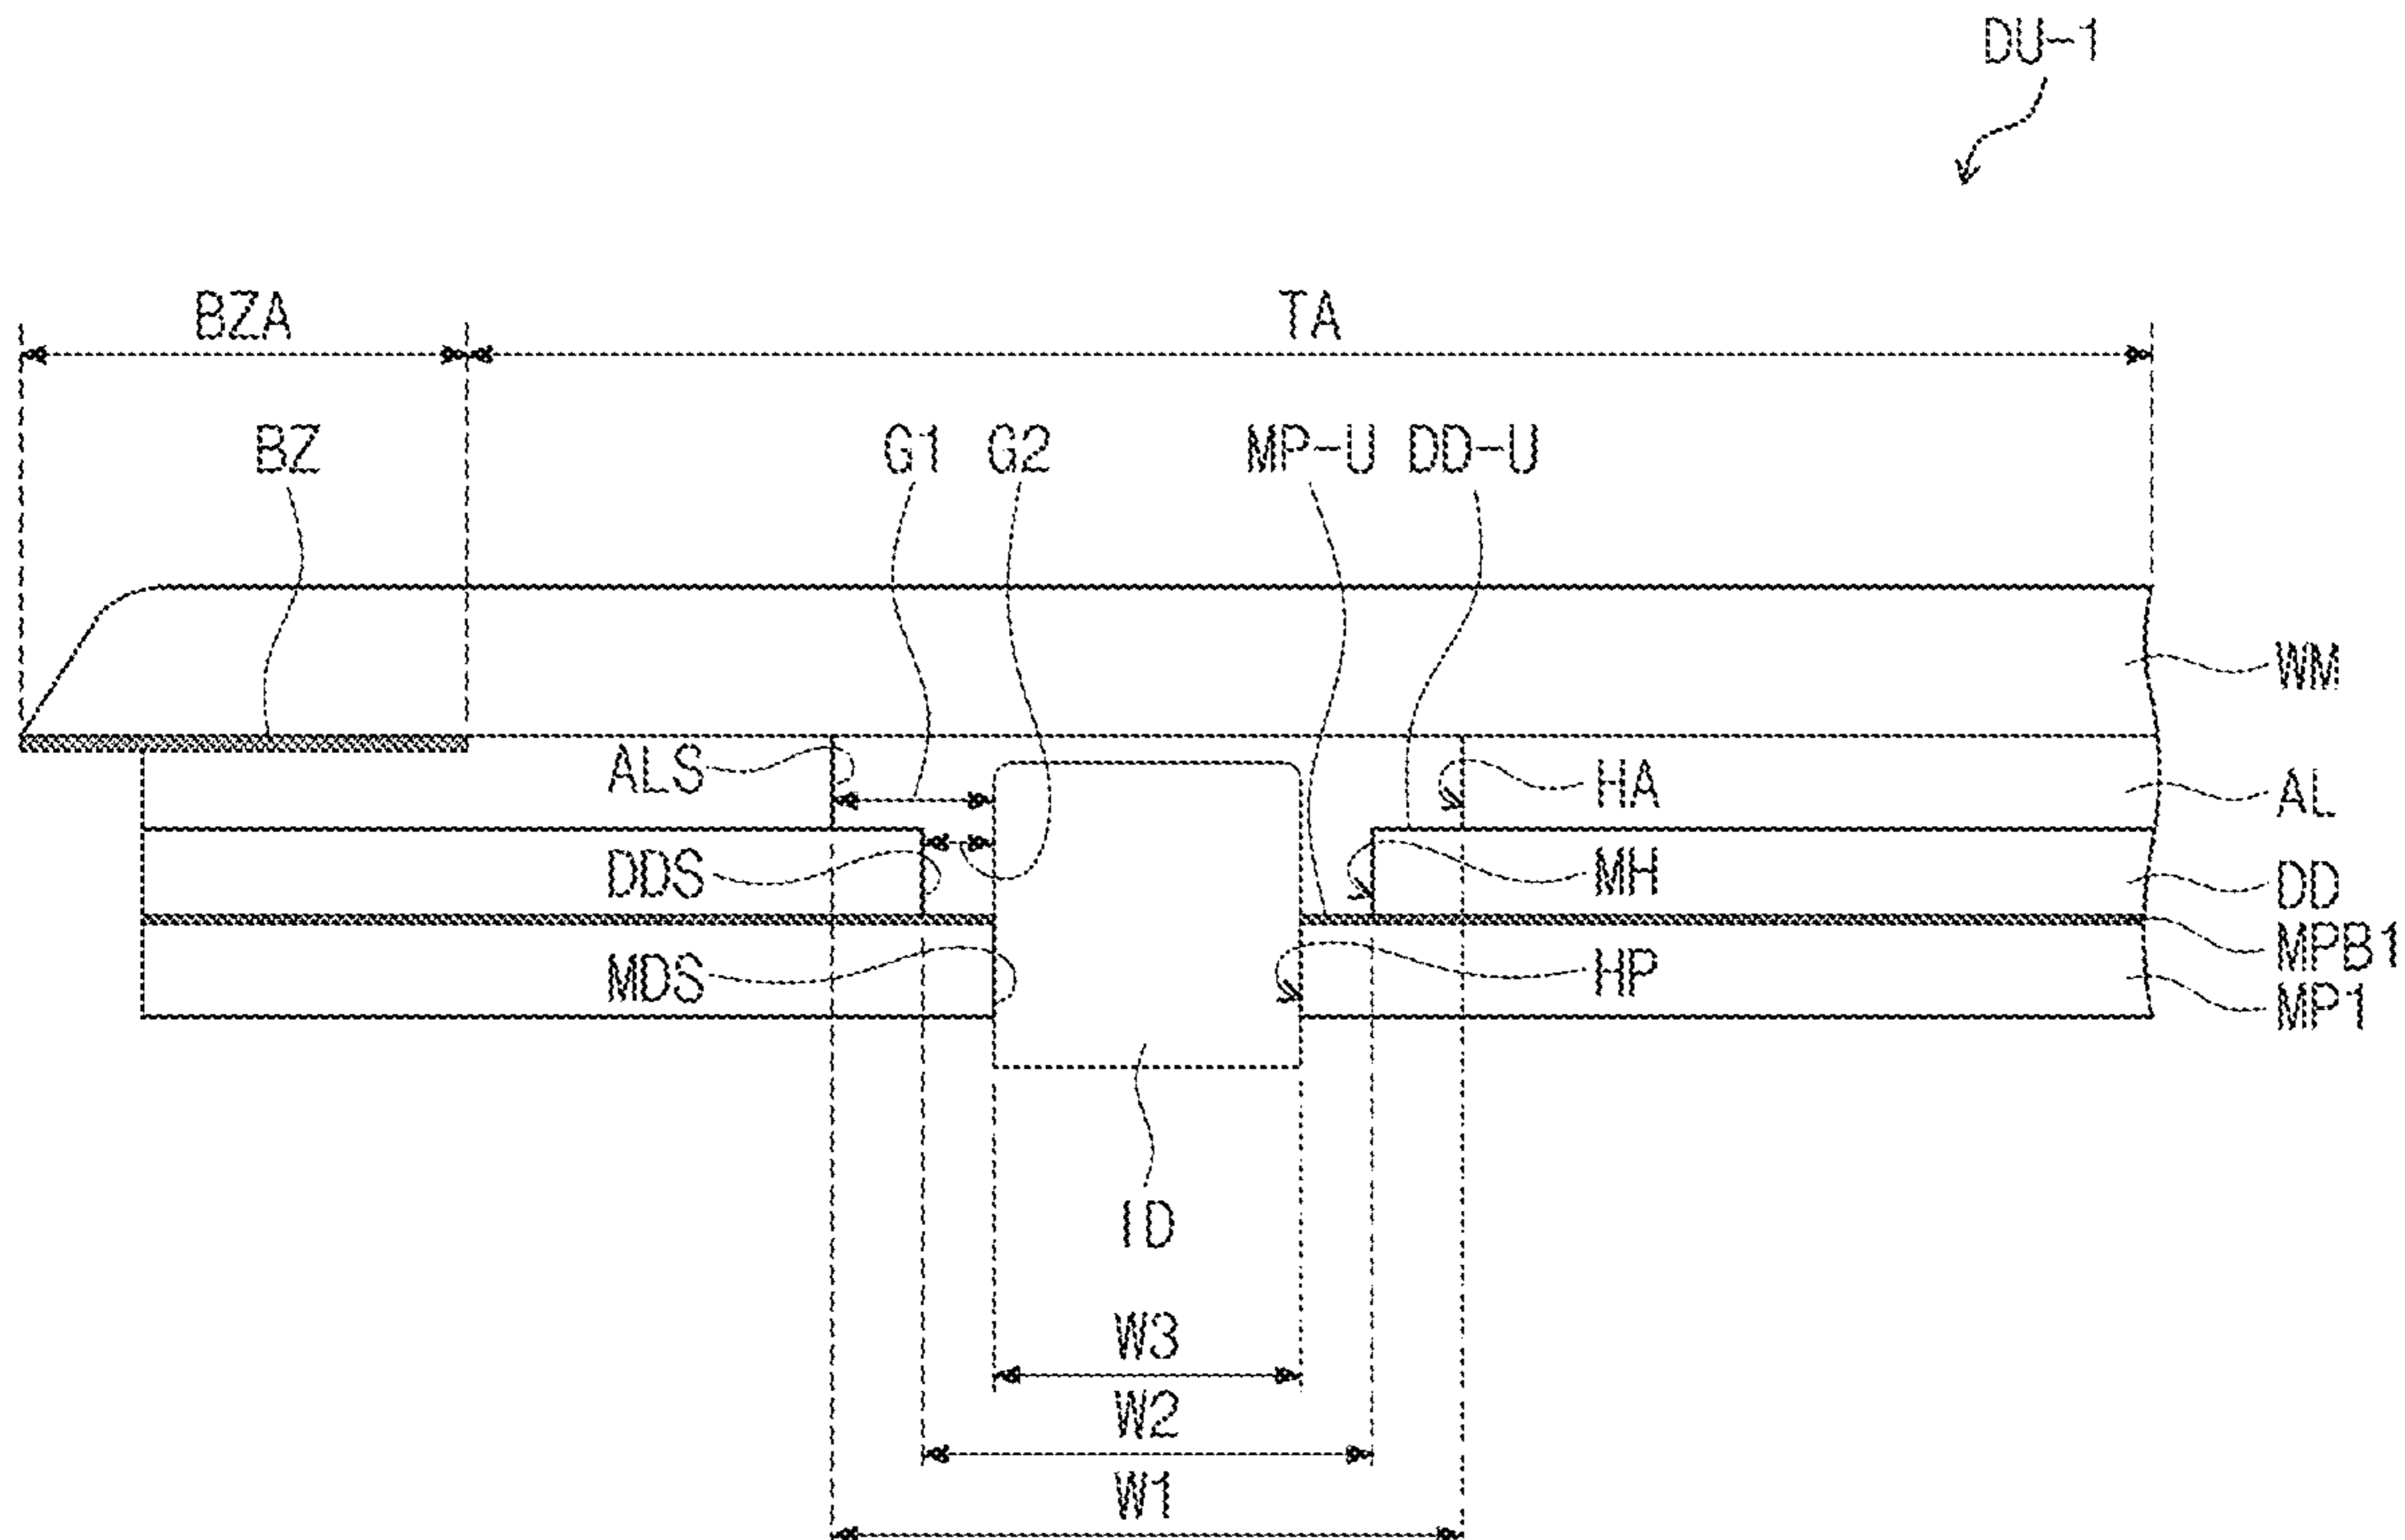 DU-1
BZA TA
BZ G1 G2 MP-U DD-U
WM
ALS HA AL
DDS MH DD
MPB1
MDS HP MP1
ID
W3
W2
W1